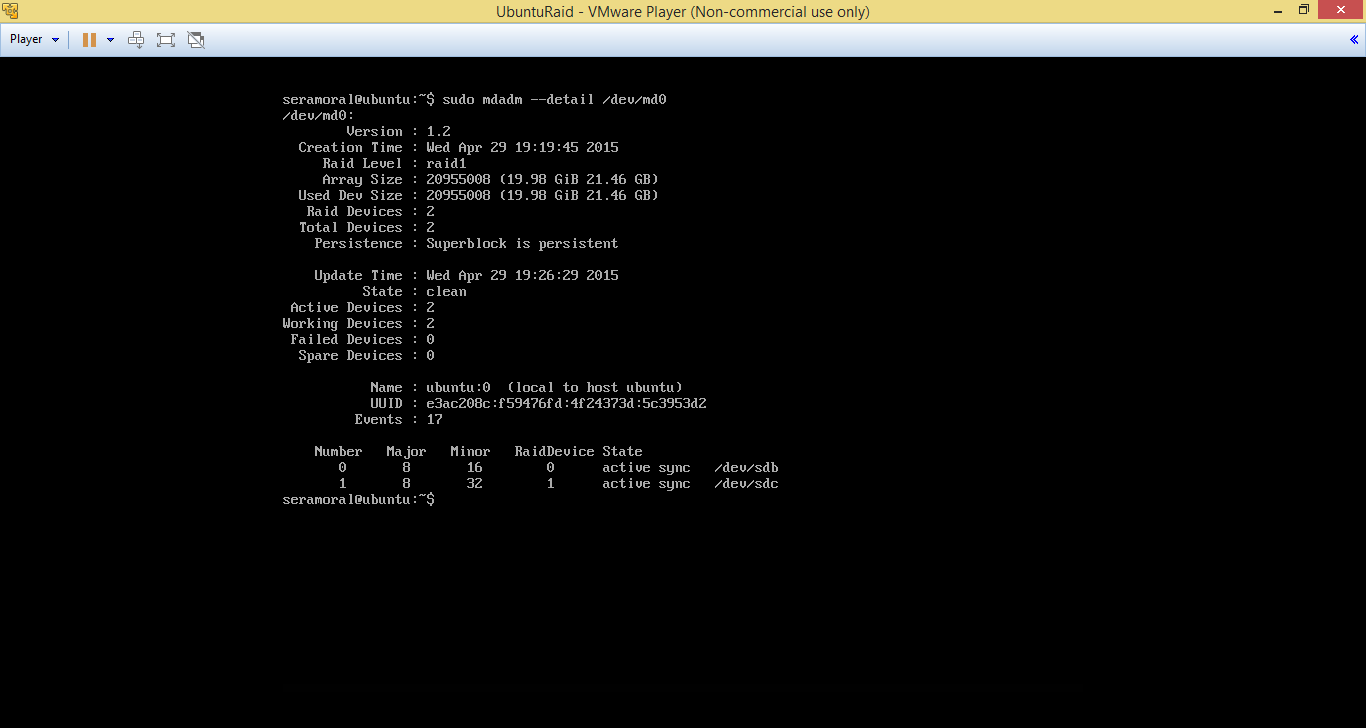 UbuntuRaid - VMware Player (Non-commercial use only)
Player
seramoral@ubuntu:~$ sudo mdadm --detail /dev/md0
/dev/md0:
Version : 1.2
Creation Time : Wed Apr 29 19:19:45 2015
Raid Level : raid1
Array Size : 20955008 (19.98 GiB 21.46 GB)
Used Dev Size : 20955008 (19.98 GiB 21.46 GB)
Raid Devices : 2
Total Devices : 2
Persistence : Superblock is persistent
Update Time : Wed Apr 29 19:26:29 2015
State : clean
Active Devices : 2
Working Devices : 2
Failed Devices : 0
Spare Devices : 0
Name : ubuntu:0  (local to host ubuntu)
UUID : e3ac208c:f59476fd:4f24373d:5c3953d2
Events : 17
Number   Major   Minor   RaidDevice State
0       8       16        0      active sync   /dev/sdb
1       8       32        1      active sync   /dev/sdc
seramoral@ubuntu:~$